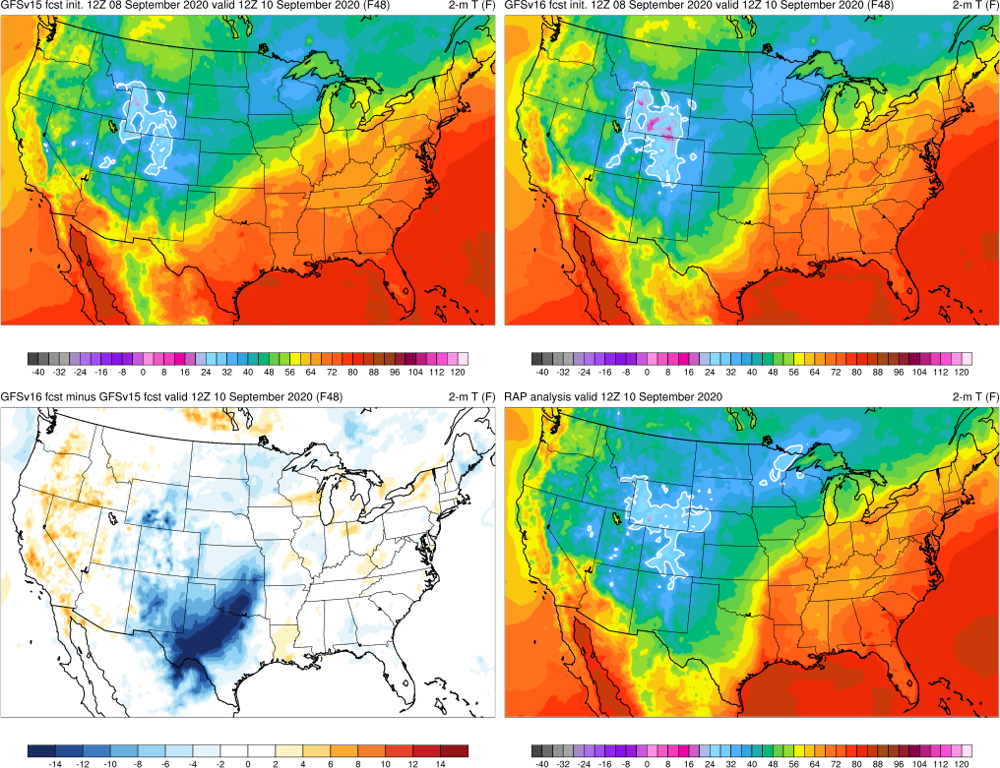 GFSv15 fcst init. 12Z 08 September 2020 valid 12Z 10 September 2020 (F48) 2-m T (F)
-40 -32 -24 -16 -8 0 8 16 24 32 40 48 56 64 72 80 88 96 104 112 120
GFSv16 fcst init. 12Z 08 September 2020 valid 12Z 10 September 2020 (F48) 2-m T (F)
-40 -32 -24 -16 -8 0 8 16 24 32 40 48 56 64 72 80 88 96 104 112 120
GFSv16 fcst minus GFSv15 fcst valid 12Z 10 September 2020 (F48) 2-m T (F)
-14 -12 -10 -8 -6 -4 -2 0 2 4 6 8 10 12 14
RAP analysis valid 12Z 10 September 2020 2-m T (F)
-40 -32 -24 -16 -8 0 8 16 24 32 40 48 56 64 72 80 88 96 104 112 120